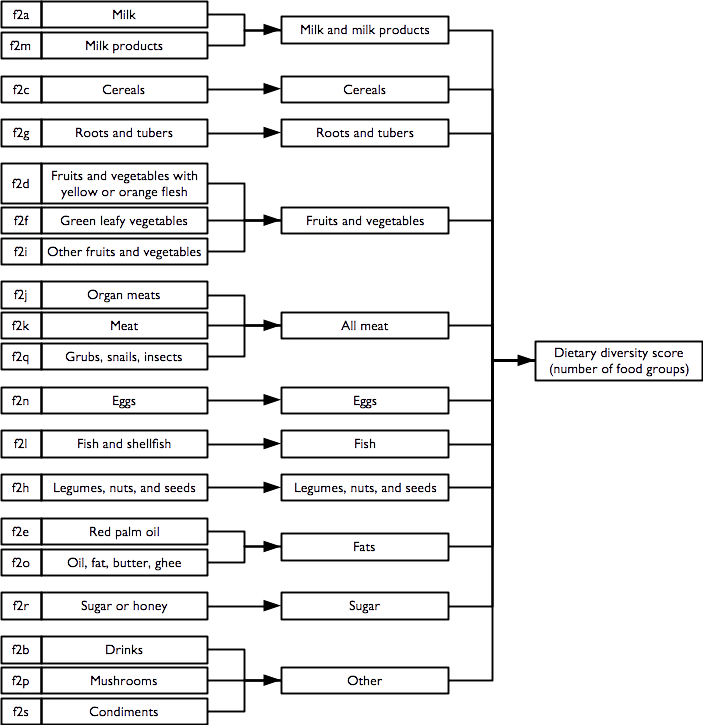 f2a Milk
Milk and milk products
f2m Milk products
f2c Cereals Cereals
f2g Roots and tubers Roots and tubers
f2d Fruits and vegetables with
yellow or orange flesh
f2f Green leafy vegetables Fruits and vegetables
f2i Other fruits and vegetables
f2j Organ meats
f2k Meat All meat
f2q Grubs, snails, insects
Dietary diversity score
(number of food groups)
f2n Eggs Eggs
f2l Fish and shellfish Fish
f2h Legumes, nuts, and seeds Legumes, nuts, and seeds
f2e Red palm oil
Fats
f2o Oil, fat, butter, ghee
f2r Sugar or honey Sugar
f2b Drinks
f2p Mushrooms Other
f2s Condiments